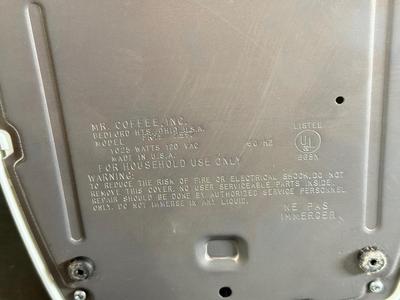 MR. COFFEE, INC.
BEDFORD HTS. OHIO U.S.A.
MODEL
1025 WATTS 120 VAC 60 HZ
MADE IN U.S.A.
FOR HOUSEHOLD USE ONLY
LISTED
UL
WARNING:
TO REDUCE THE RISK OF FIRE OR ELECTRICAL SHOCK, DO NOT
REMOVE THIS COVER. NO USER SERVICEABLE PARTS INSIDE.
REPAIR SHOULD BE DONE BY AUTHORIZED SERVICE PERSONNEL
ONLY. DO NOT IMMERSE IN ANY LIQUID.
NE PAS
IMMERGER